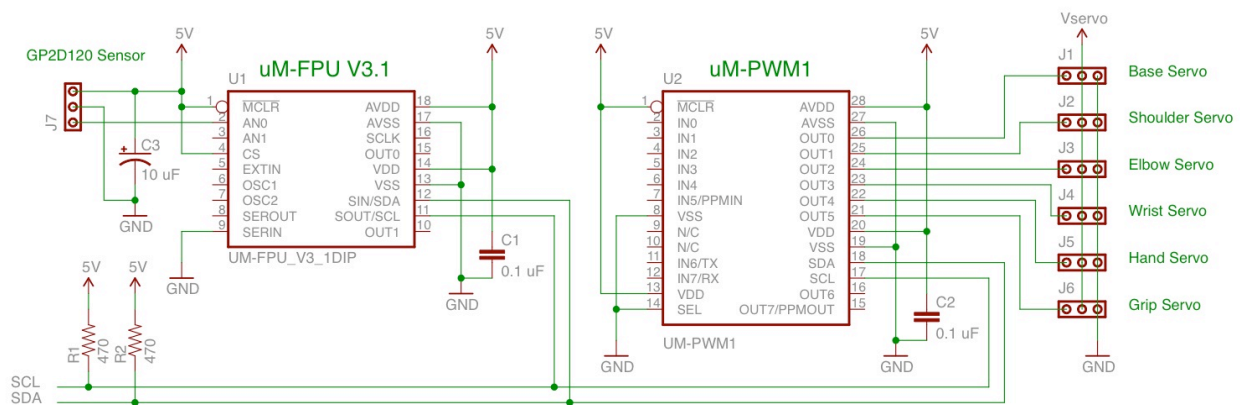 GP2D120 Sensor
J7
5V
+
C3
10 uF
GND
U1
uM-FPU V3.1
1 MCLR AVDD 18
2 AN0 AVSS 17
3 AN1 SCLK 16
4 CS OUT0 15
5 EXTIN VDD 14
6 OSC1 VSS 13
7 OSC2 SIN/SDA 12
8 SEROUT SOUT/SCL 11
9 SERIN OUT1 10
UM-FPU_V3_1DIP
GND
5V
C1
0.1 uF
GND
5V
U2
uM-PWM1
1 MCLR AVDD 28
2 IN0 AVSS 27
3 IN1 OUT0 26
4 IN2 OUT1 25
5 IN3 OUT2 24
6 IN4 OUT3 23
7 IN5/PPMIN OUT4 22
8 VSS OUT5 21
9 N/C VDD 20
10 N/C VSS 19
11 IN6/TX SDA 18
12 IN7/RX SCL 17
13 VDD OUT6 16
14 SEL OUT7/PPMOUT 15
UM-PWM1
GND
5V
C2
0.1 uF
GND
Vservo
J1 Base Servo
J2 Shoulder Servo
J3 Elbow Servo
J4 Wrist Servo
J5 Hand Servo
J6 Grip Servo
GND
5V 5V
R1 470 R2 470
SCL
SDA